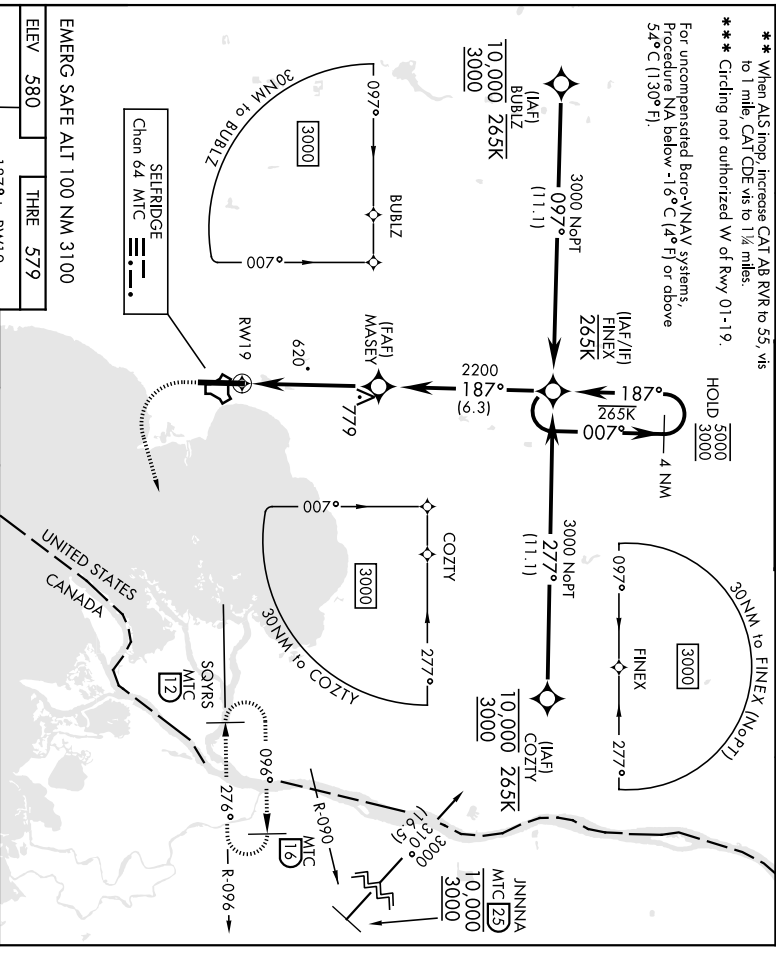 ** When ALS inop, increase CAT AB RVR to 55, vis
to 1 mile, CAT CDE vis to 1¼ miles.
*** Circling not authorized W of Rwy 01-19.
For uncompensated Baro-VNAV systems,
Procedure NA below -16°C (4°F) or above
54°C (130°F).
HOLD 5000
3000
4 NM
187°
265K
007°
30 NM to FINEX (NoPT)
3000
097°
FINEX
277°
(IAF)
BUBLZ
10,000 265K
3000
3000 NoPT
097°
(11.1)
(IAF/IF)
FINEX
265K
3000 NoPT
277°
(11.1)
(IAF)
COZTY
10,000 265K
3000
2200
187°
(6.3)
097°
BUBLZ
3000
30 NM to BUBLZ
007°
(FAF)
MASEY
779
620
RW19
COZTY
277°
3000
007°
30 NM to COZTY
JNNNA
MTC 25
10,000
3000
3000
310°
(16.5)
R-090
SELFRIDGE
Chan 64 MTC
SQYRS
MTC
12
096°
276°
MTC
16
R-096
UNITED STATES
CANADA
EMERG SAFE ALT 100 NM 3100
ELEV 580
THRE 579